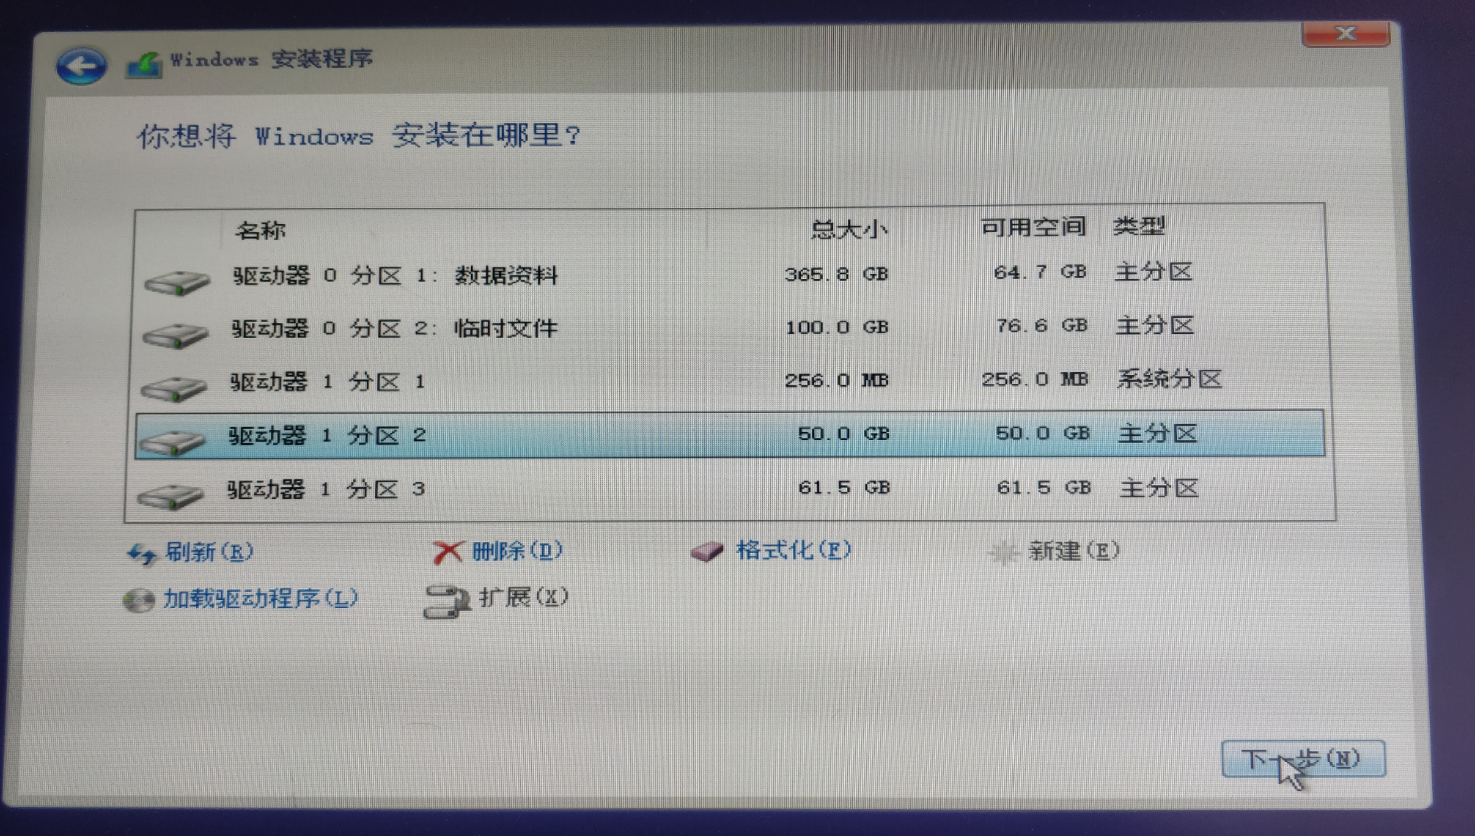 Windows 安装程序
你想将 Windows 安装在哪里?
名称 总大小 可用空间 类型
驱动器 0 分区 1: 数据资料 365.8 GB 64.7 GB 主分区
驱动器 0 分区 2: 临时文件 100.0 GB 76.6 GB 主分区
驱动器 1 分区 1 256.0 MB 256.0 MB 系统分区
驱动器 1 分区 2 50.0 GB 50.0 GB 主分区
驱动器 1 分区 3 61.5 GB 61.5 GB 主分区
刷新(R) 删除(D) 格式化(F) 新建(E)
加载驱动程序(L) 扩展(X)
下一步(N)